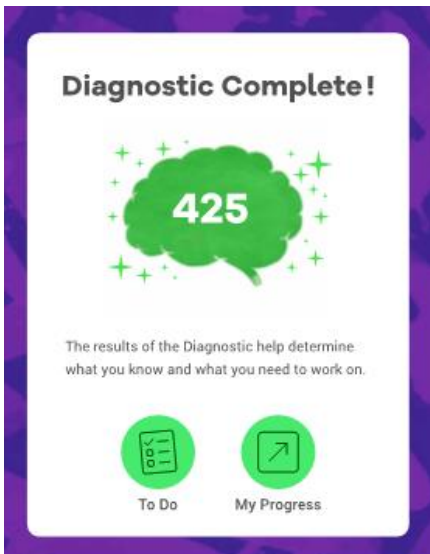 Diagnostic Complete!
425
The results of the Diagnostic help determine
what you know and what you need to work on.
To Do
My Progress